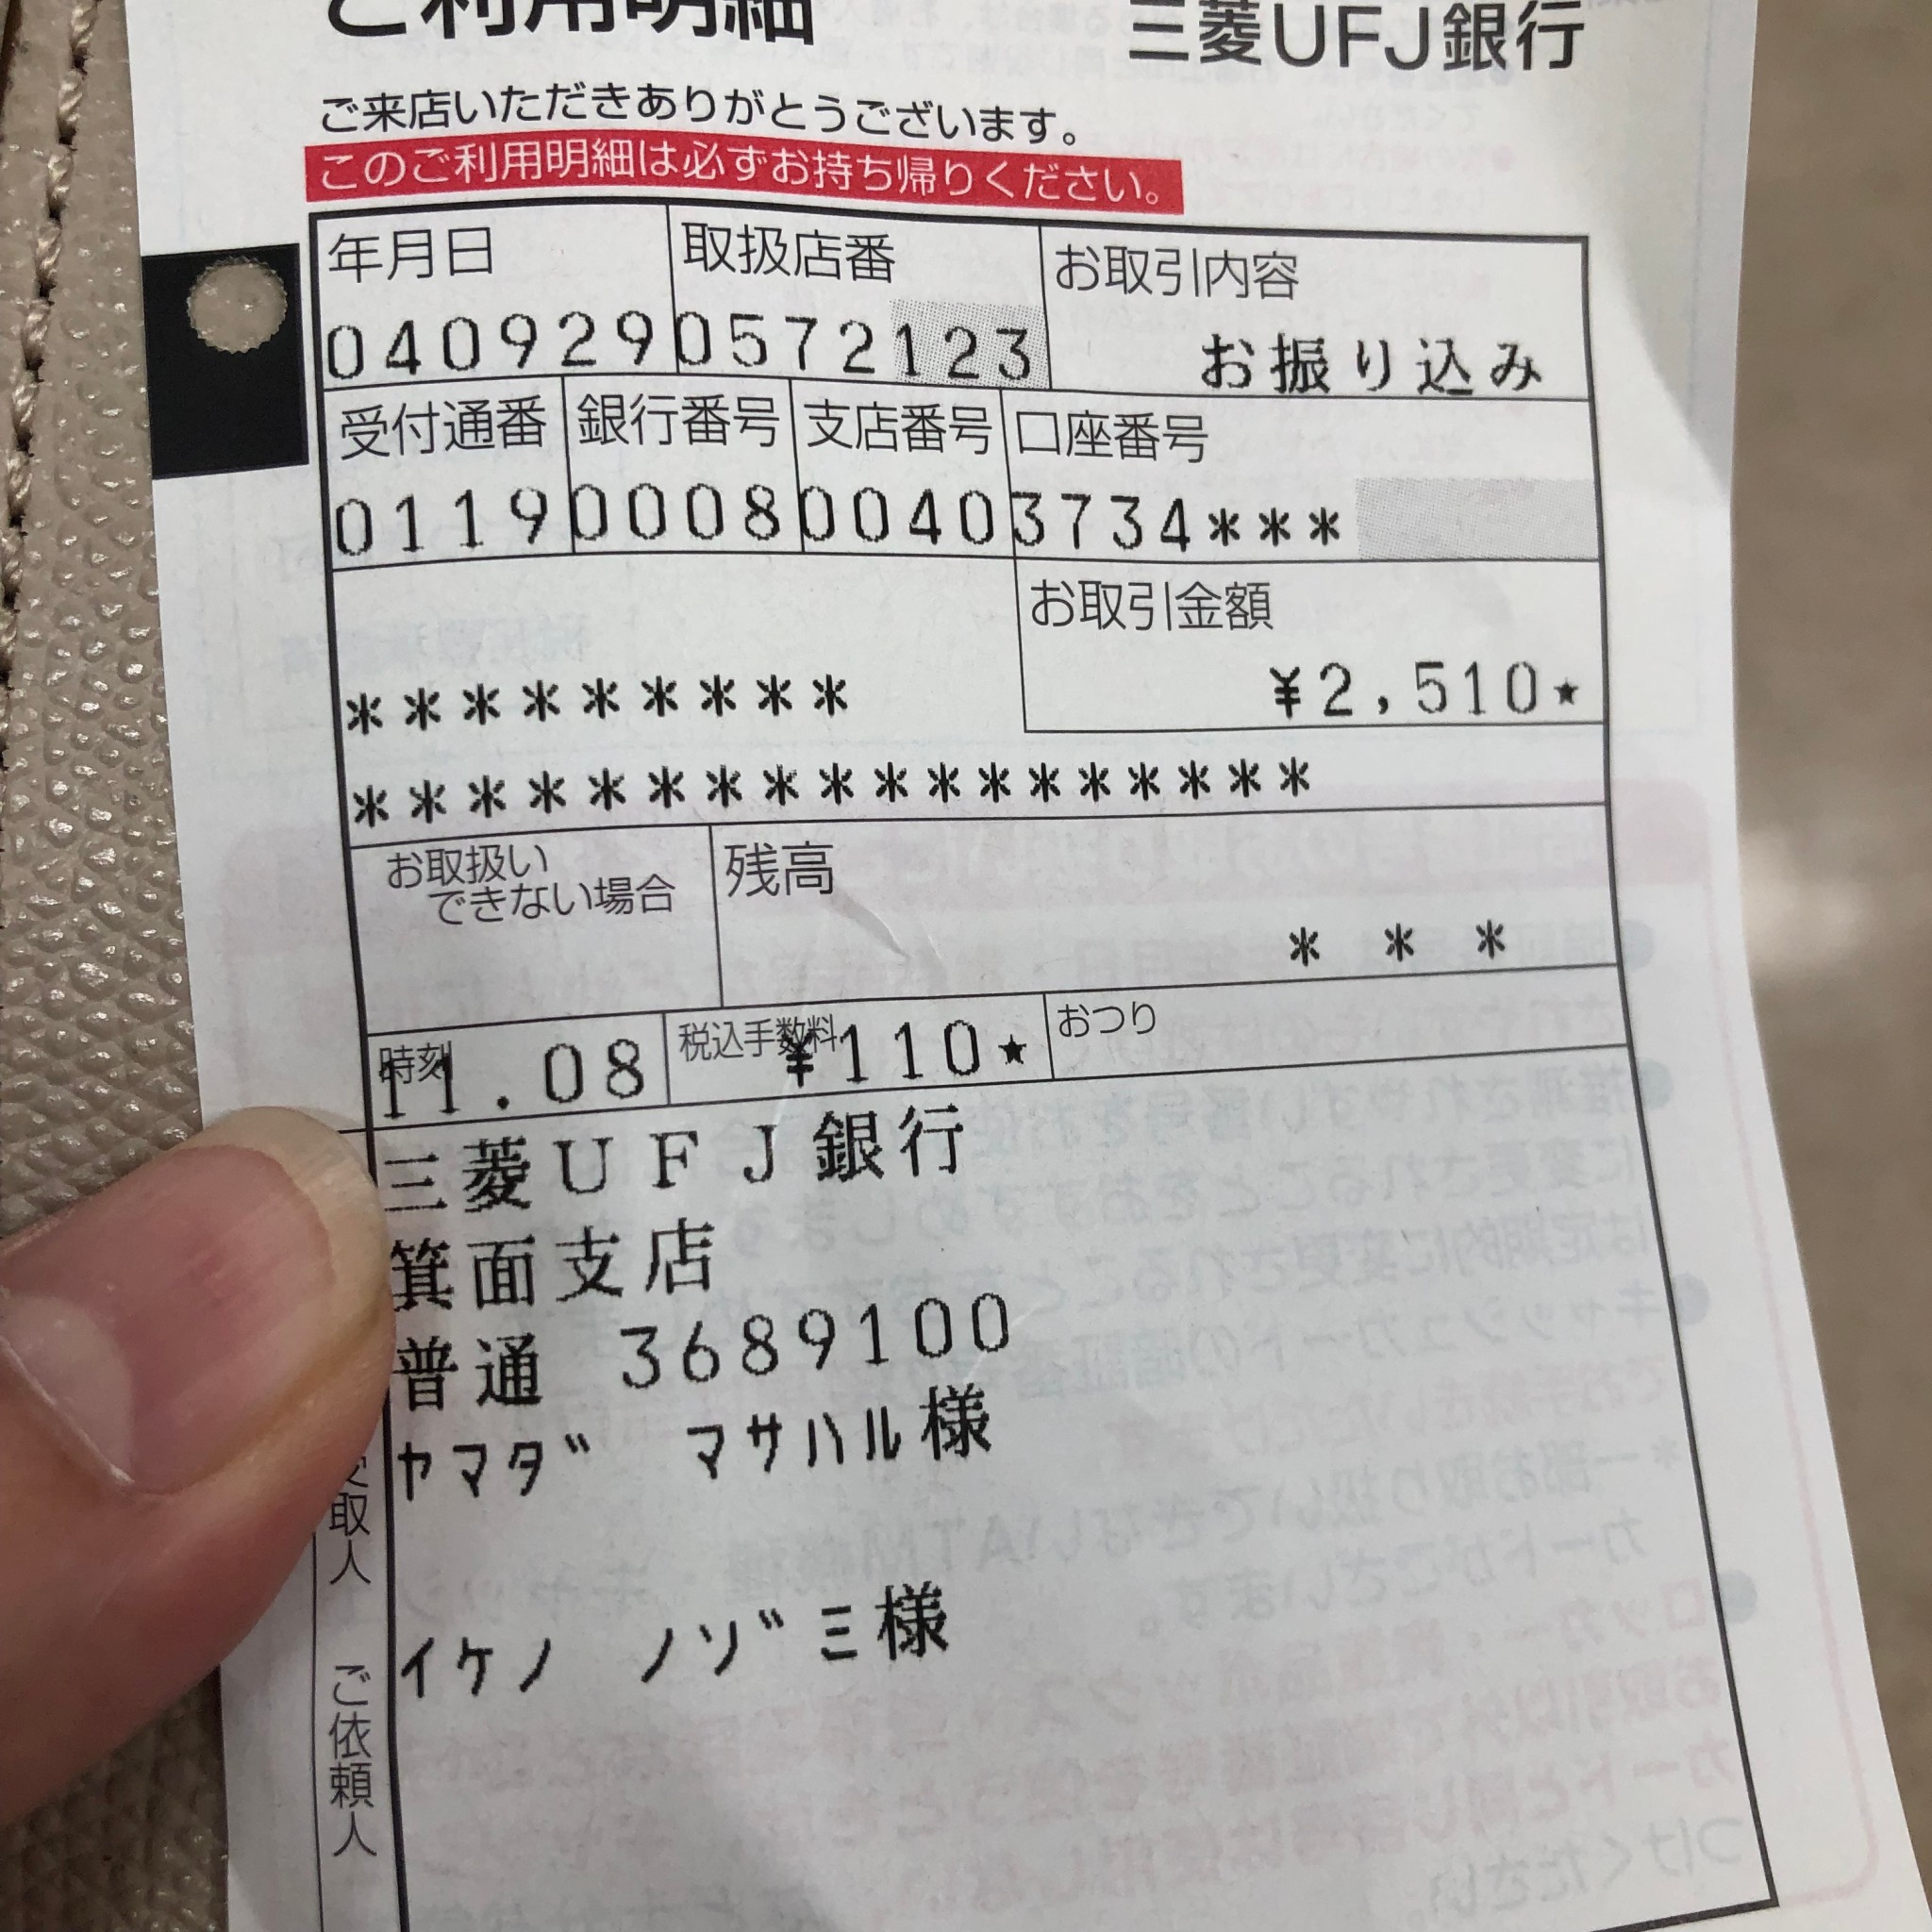 ご利用明細 三菱UFJ銀行
ご来店いただきありがとうございます。
このご利用明細は必ずお持ち帰りください。
年月日 取扱店番 お取引内容
040929 0572123 お振り込み
受付通番 銀行番号 支店番号 口座番号
0119 0008 0040 3734***
お取引金額
********* ¥2,510★
******************
お取扱い 残高
できない場合
* * *
時刻 税込手数料 おつり
11.08 ¥110★
三菱UFJ銀行
箕面支店
普通 3689100
ヤマダ マサハル様
受取人
イケノ ノゾミ様
ご依頼人